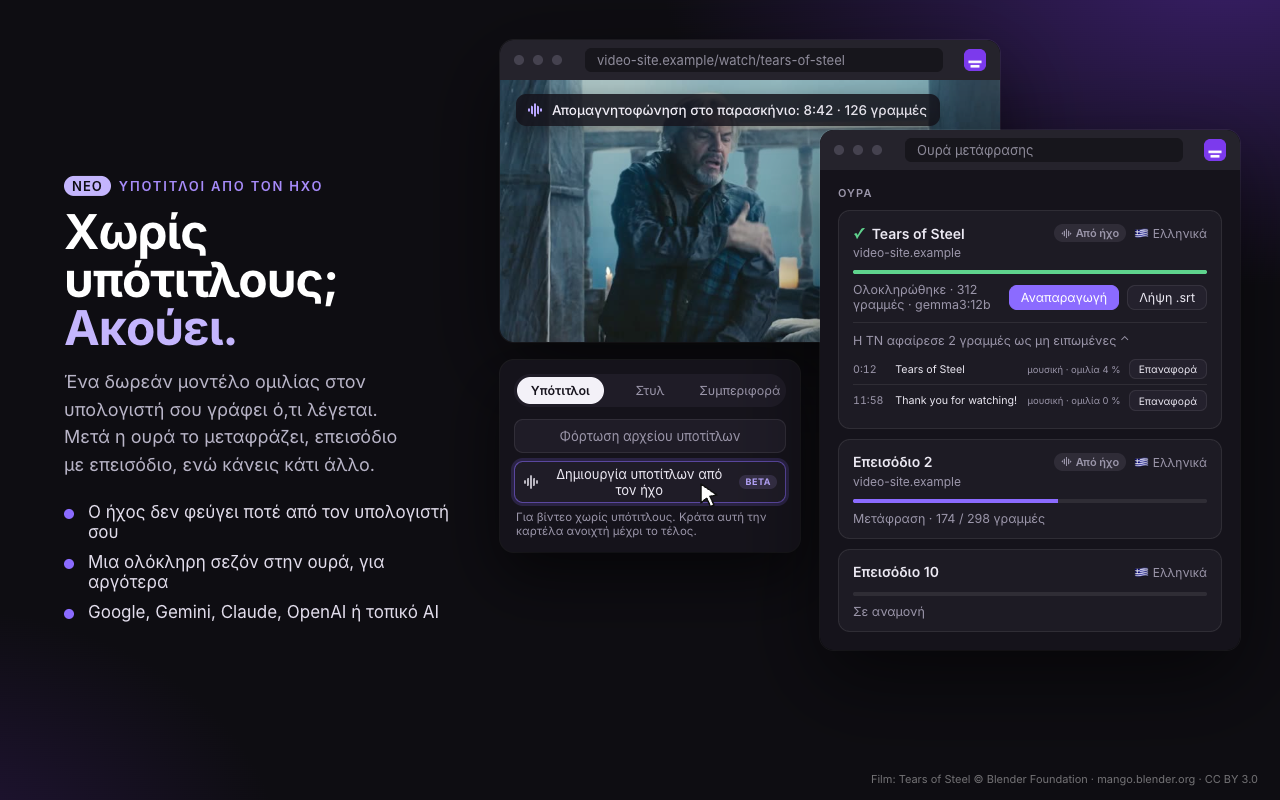 ΝΕΟ ΥΠΟΤΙΤΛΟΙ ΑΠΟ ΤΟΝ ΗΧΟ
Χωρίς
υπότιτλους;
Ακούει.
Ένα δωρεάν μοντέλο ομιλίας στον
υπολογιστή σου γράφει ό,τι λέγεται.
Μετά η ουρά το μεταφράζει, επεισόδιο
με επεισόδιο, ενώ κάνεις κάτι άλλο.
Ο ήχος δεν φεύγει ποτέ από τον υπολογιστή
σου
Μια ολόκληρη σεζόν στην ουρά, για
αργότερα
Google, Gemini, Claude, OpenAI ή τοπικό AI
video-site.example/watch/tears-of-steel
Απομαγνητοφώνηση στο παρασκήνιο: 8:42 · 126 γραμμές
Υπότιτλοι Στυλ Συμπεριφορά
Φόρτωση αρχείου υποτίτλων
Δημιουργία υποτίτλων από
τον ήχο
BETA
Για βίντεο χωρίς υπότιτλους. Κράτα αυτή την
καρτέλα ανοιχτή μέχρι το τέλος.
Ουρά μετάφρασης
ΟΥΡΑ
✓ Tears of Steel Από ήχο Ελληνικά
video-site.example
Ολοκληρώθηκε · 312
γραμμές · gemma3:12b
Αναπαραγωγή Λήψη .srt
Η ΤΝ αφαίρεσε 2 γραμμές ως μη ειπωμένες ^
0:12 Tears of Steel μουσική · ομιλία 4 % Επαναφορά
11:58 Thank you for watching! μουσική · ομιλία 0 % Επαναφορά
Επεισόδιο 2 Από ήχο Ελληνικά
video-site.example
Μετάφραση · 174 / 298 γραμμές
Επεισόδιο 10 Ελληνικά
Σε αναμονή
Film: Tears of Steel © Blender Foundation · mango.blender.org · CC BY 3.0